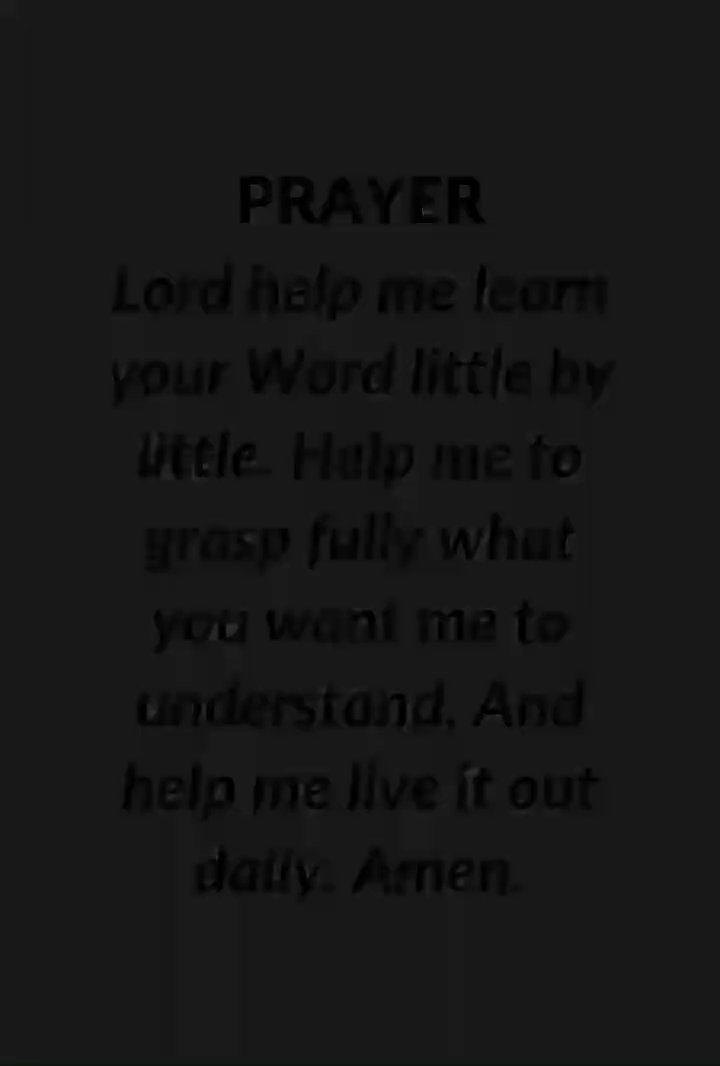 PRAYER
Lord help me learn
your Word little by
little. Help me to
grasp fully what
you want me to
understand. And
help me live it out
daily. Amen.